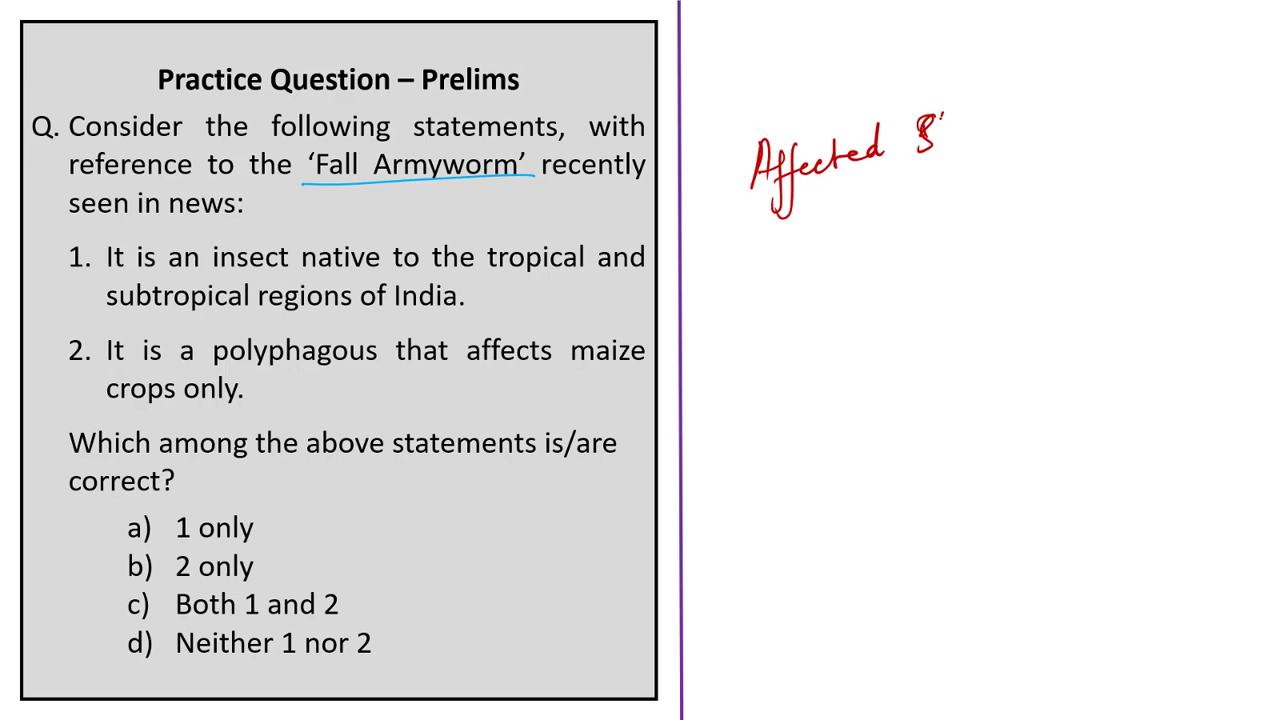 Practice Question – Prelims
Q. Consider the following statements, with
reference to the ‘Fall Armyworm’ recently
seen in news:
1. It is an insect native to the tropical and
subtropical regions of India.
2. It is a polyphagous that affects maize
crops only.
Which among the above statements is/are
correct?
a) 1 only
b) 2 only
c) Both 1 and 2
d) Neither 1 nor 2
Affected